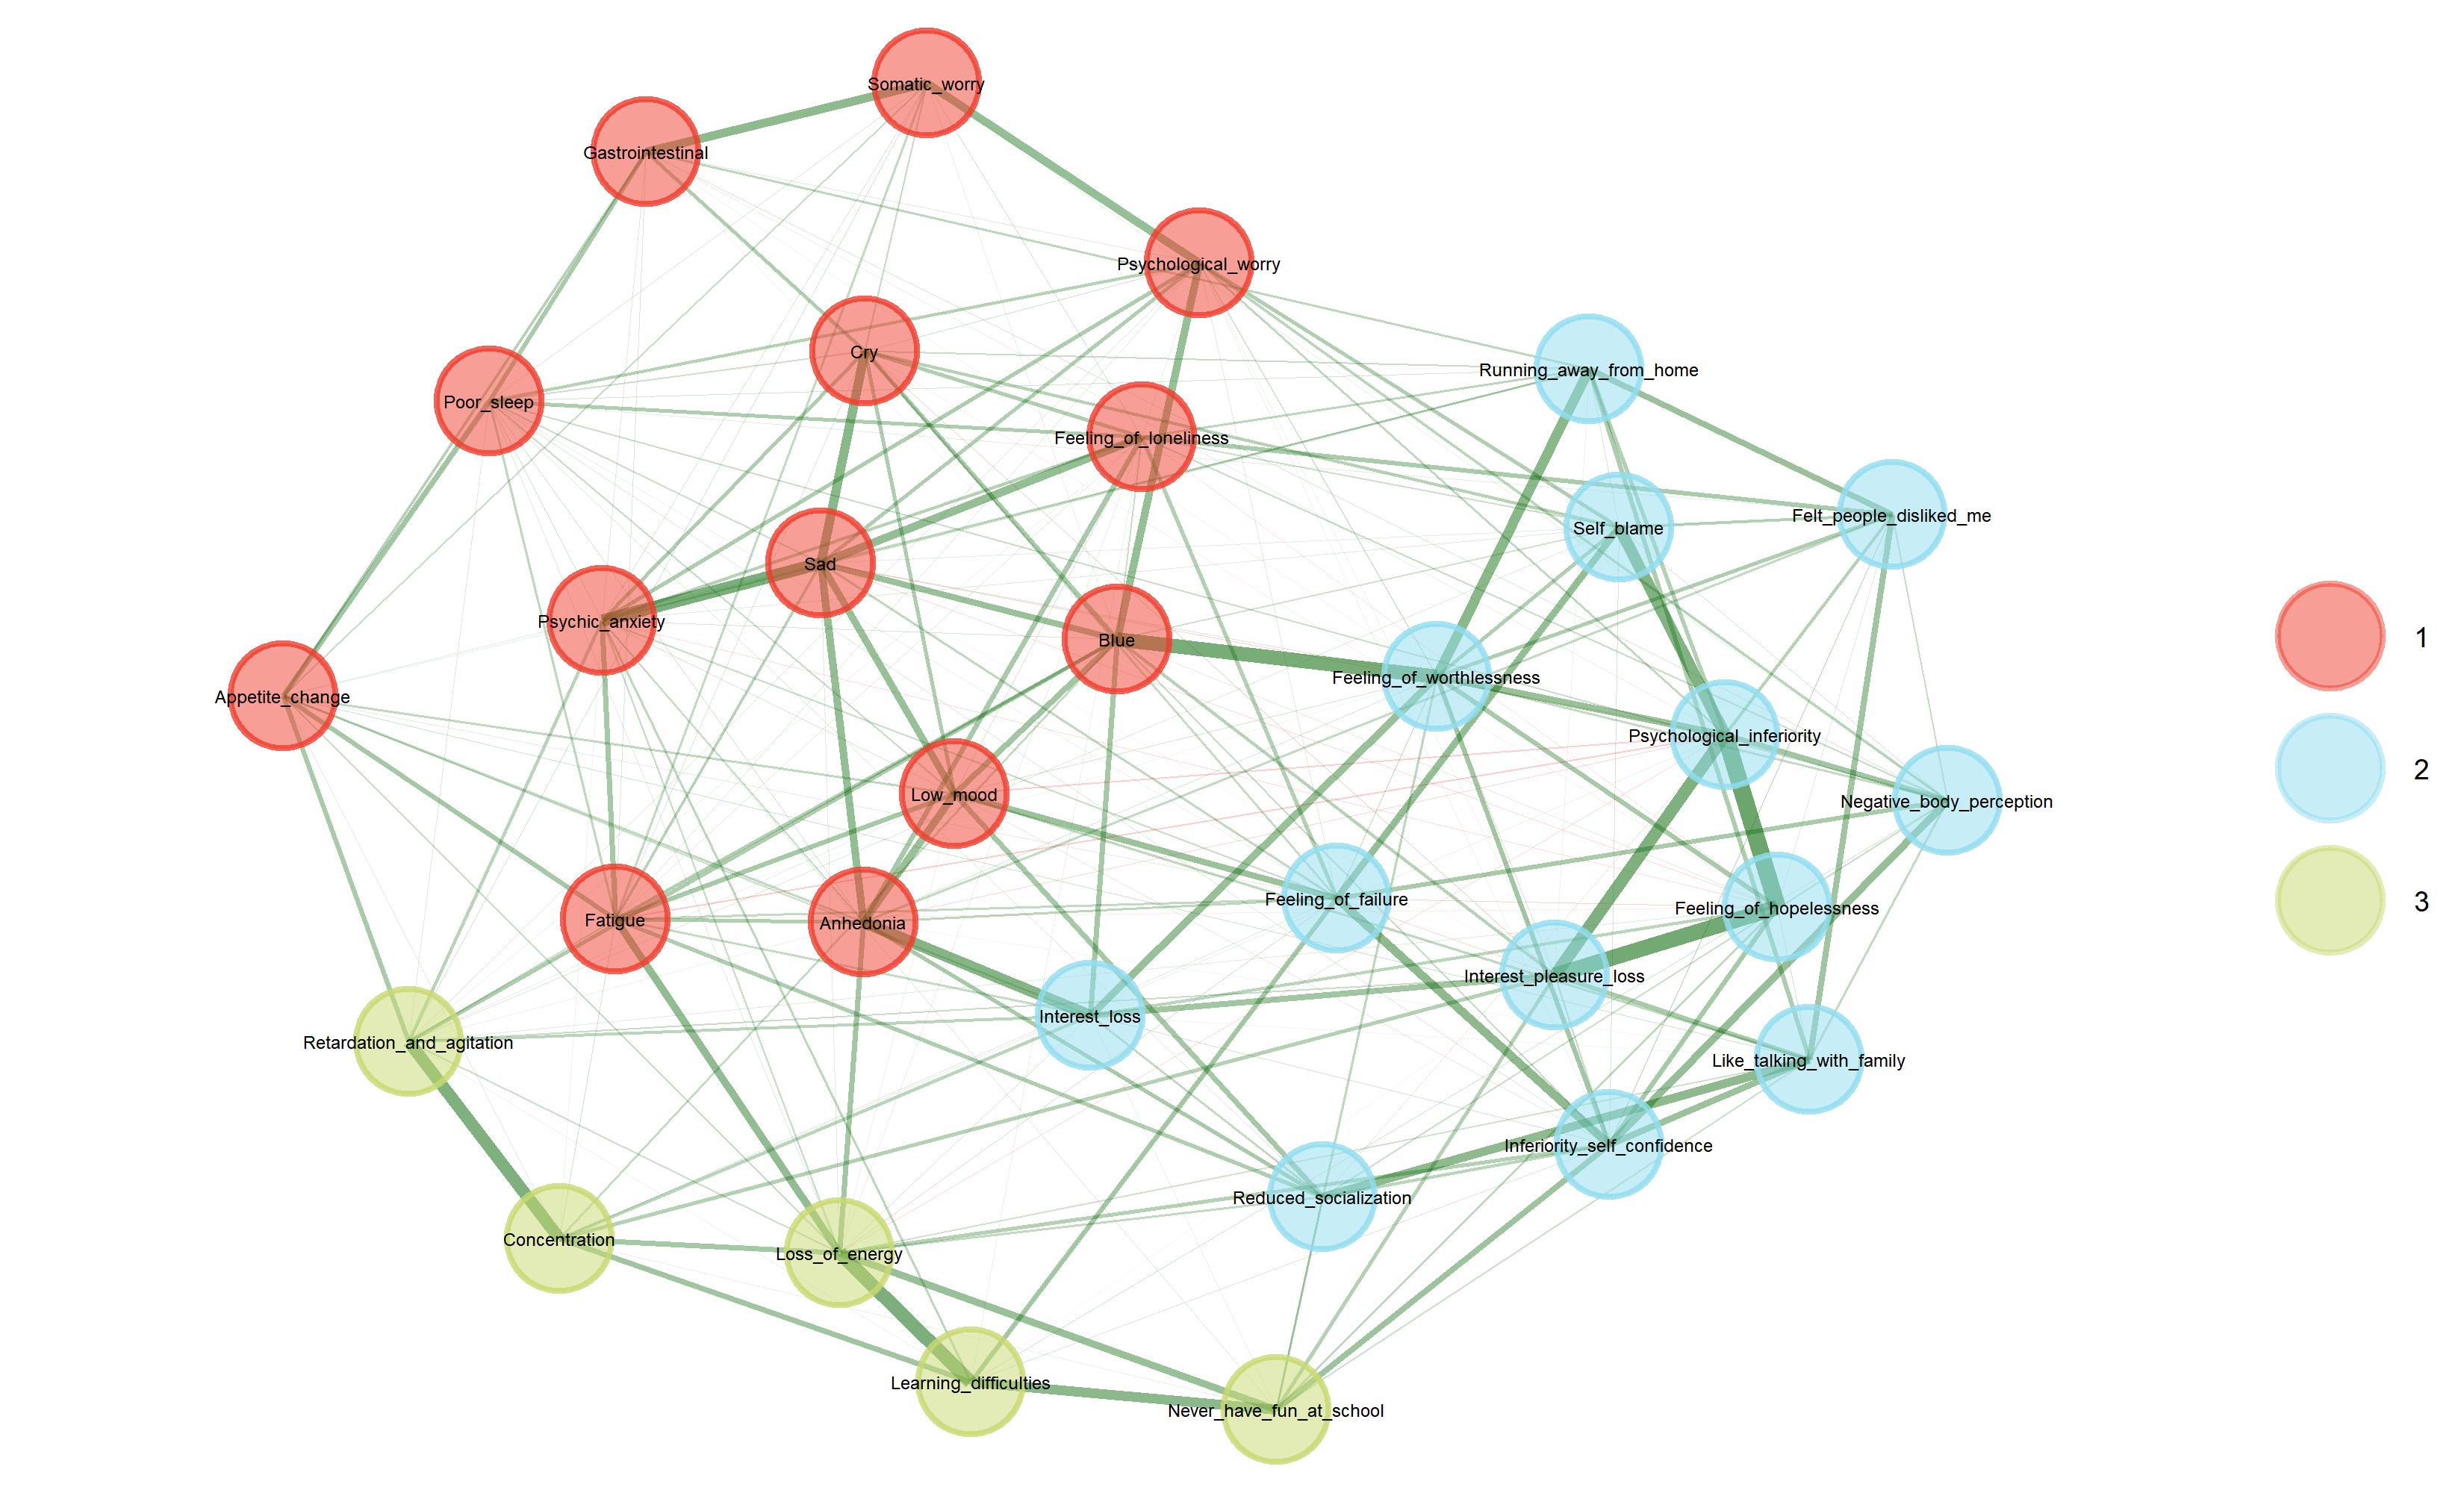 Somatic_worry
Gastrointestinal
Psychological_worry
Cry
Running_away_from_home
Poor_sleep
Feeling_of_loneliness
Felt_people_disliked_me
Self_blame
Sad
Psychic_anxiety
Blue
1
Feeling_of_worthlessness
Appetite_change
Psychological_inferiority
2
Low_mood
Negative_body_perception
Feeling_of_failure
3
Feeling_of_hopelessness
Fatigue
Anhedonia
Interest_pleasure_loss
Interest_loss
Retardation_and_agitation
Like_talking_with_family
Inferiority_self_confidence
Reduced_socialization
Concentration
Loss_of_energy
Learning_difficulties
Never_have_fun_at_school